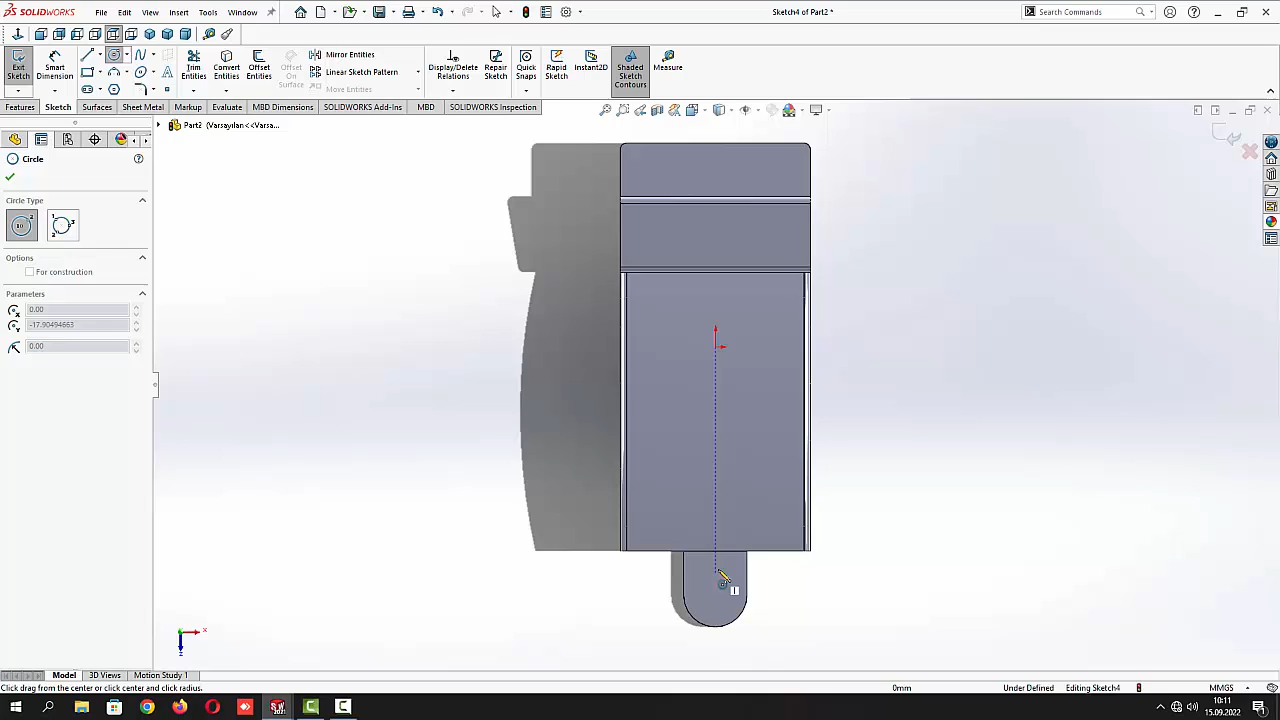 SOLIDWORKS File Edit View Insert Tools Window Sketch4 of Part2 * Search Commands
Exit Sketch
Smart Dimension
Trim Entities
Convert Entities
Offset Entities
Offset On Surface
Mirror Entities
Linear Sketch Pattern
Move Entities
Display/Delete Relations
Repair Sketch
Quick Snaps
Rapid Sketch
Instant2D
Shaded Sketch Contours
Measure
Features Sketch Surfaces Sheet Metal Markup Evaluate MBD Dimensions SOLIDWORKS Add-Ins MBD SOLIDWORKS Inspection
Part2 (Varsayılan<<Varsa...
Circle
Circle Type
Options
For construction
Parameters
0.00
-17.90494663
0.00
Model 3D Views Motion Study 1
Click drag from the center or click center and click radius. 0mm Under Defined Editing Sketch4 MMGS
10:11
15.09.2022